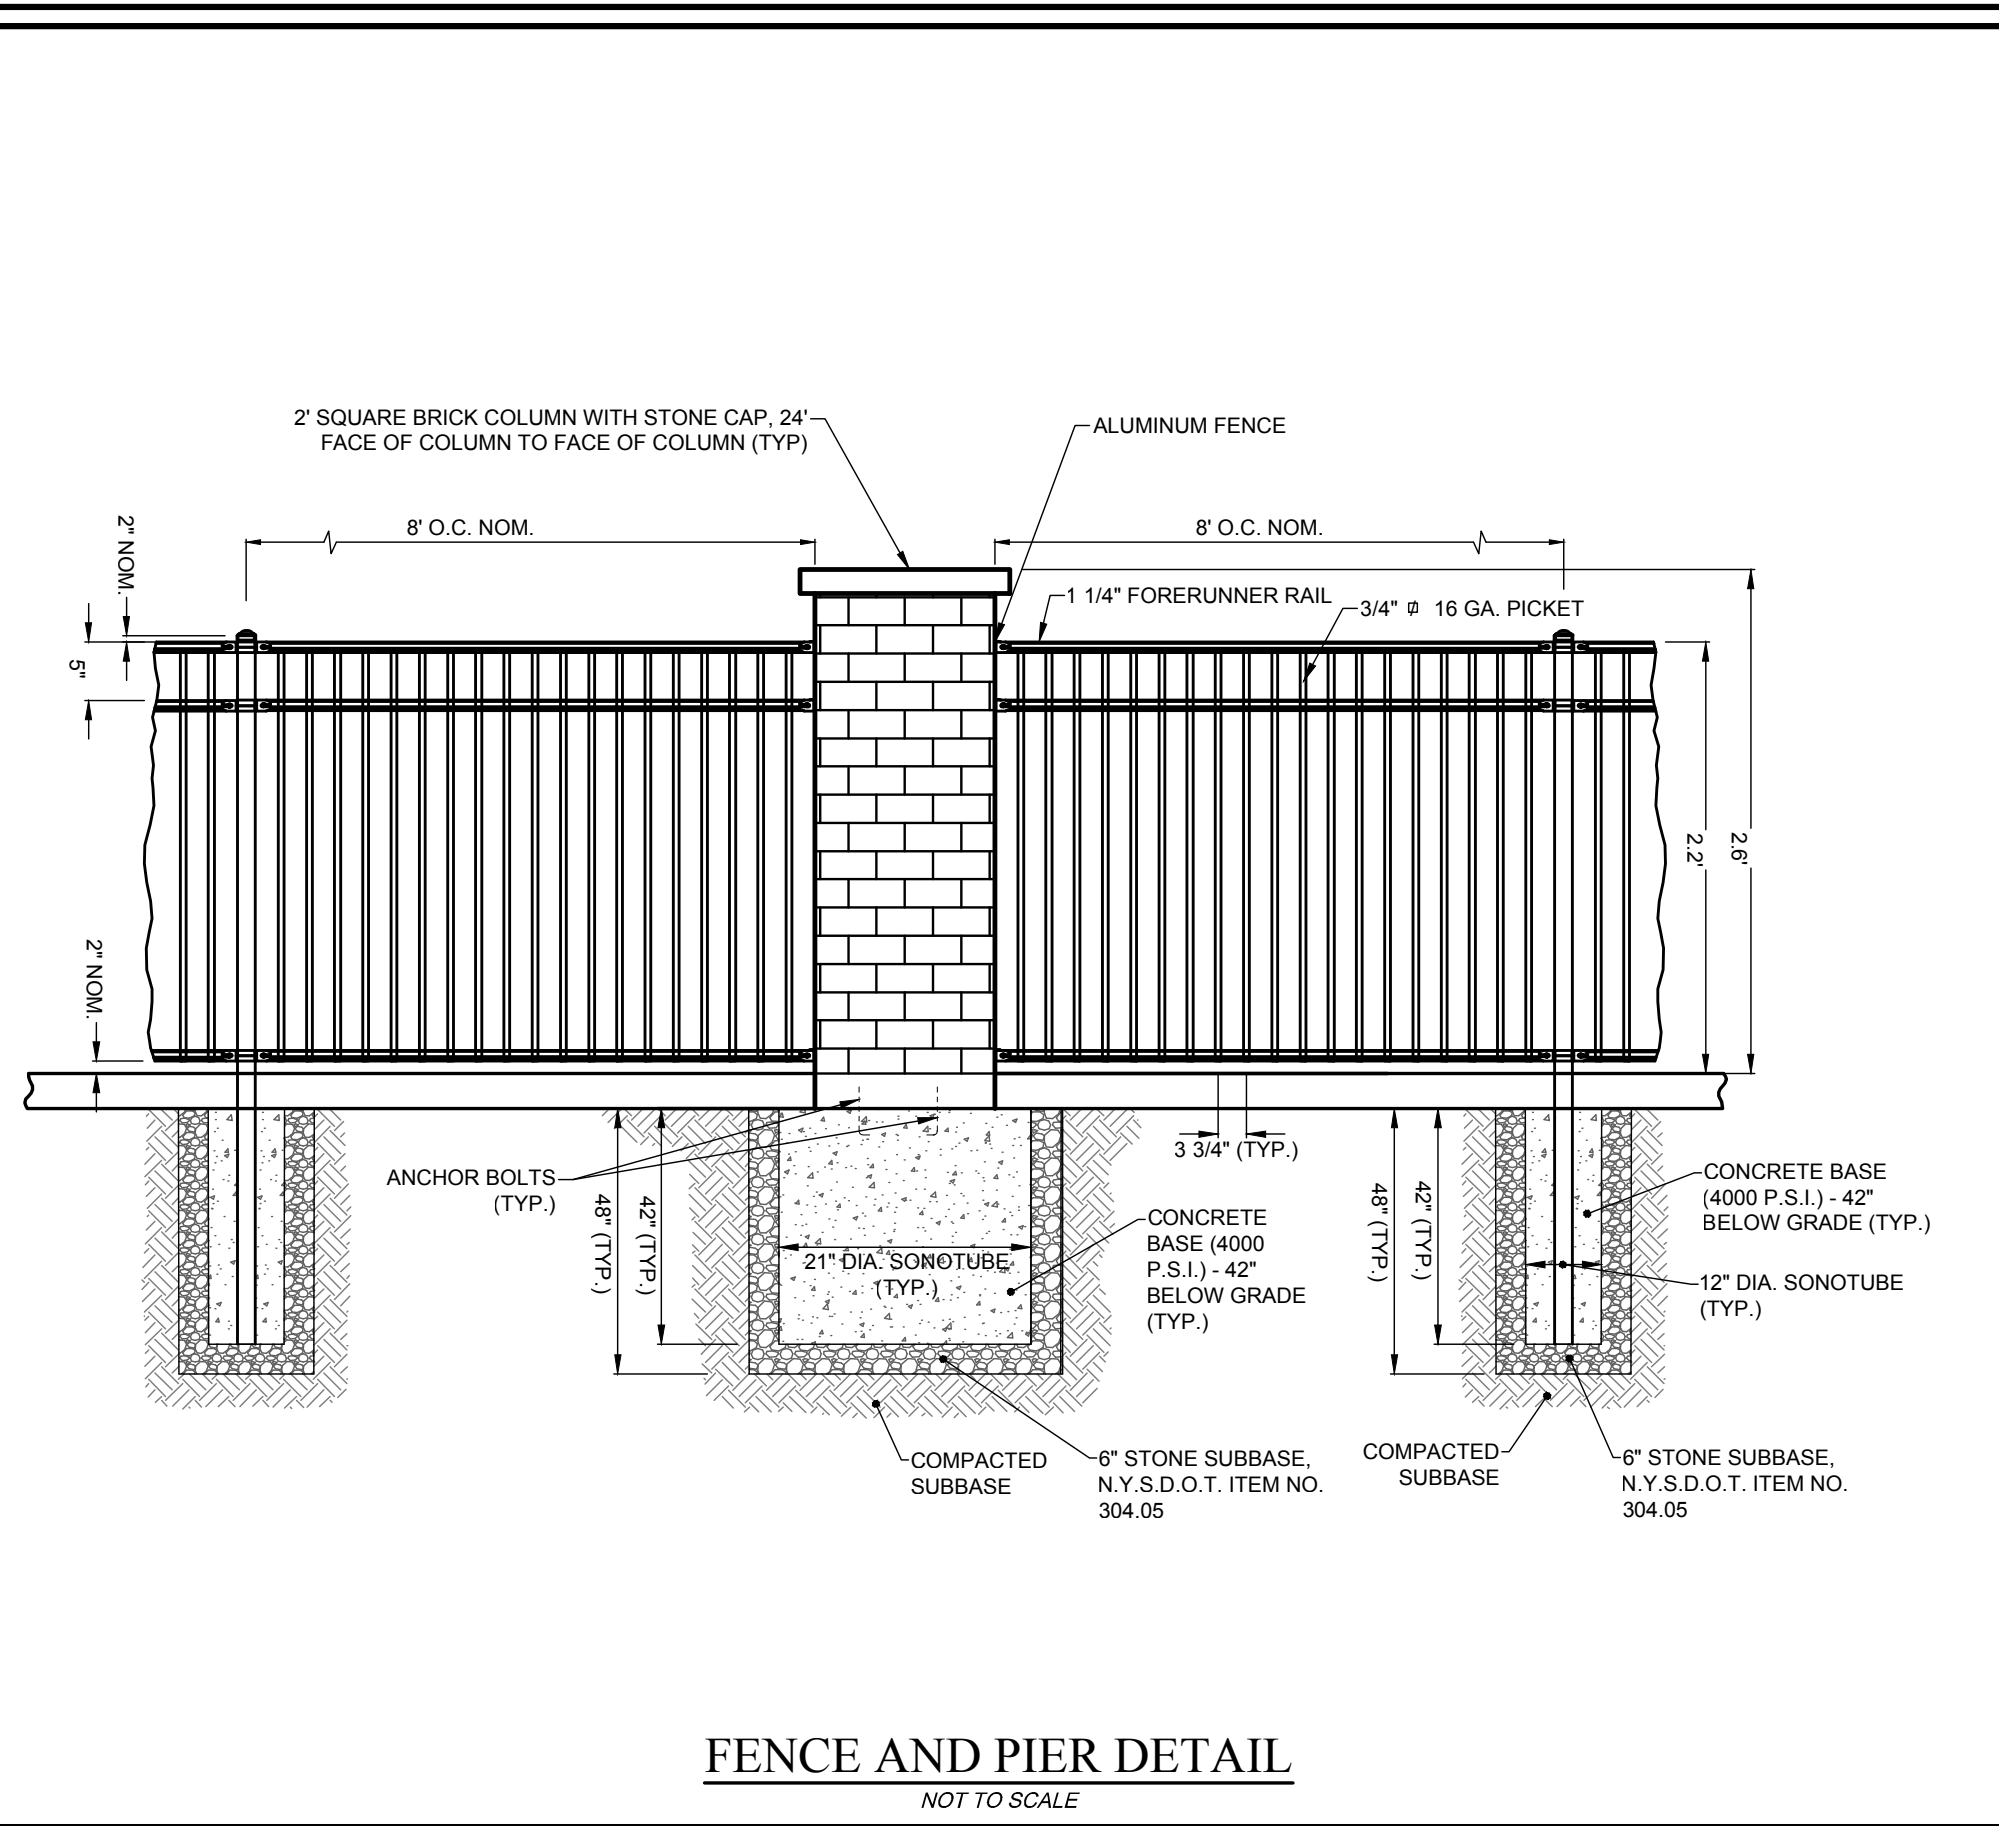 2' SQUARE BRICK COLUMN WITH STONE CAP, 24'
FACE OF COLUMN TO FACE OF COLUMN (TYP)
ALUMINUM FENCE
8' O.C. NOM.
8' O.C. NOM.
2" NOM.
5"
1 1/4" FORERUNNER RAIL
3/4" 16 GA. PICKET
2.2'
2.6'
2" NOM.
ANCHOR BOLTS
(TYP.)
48" (TYP.)
42" (TYP.)
21" DIA. SONOTUBE
(TYP.)
3 3/4" (TYP.)
CONCRETE
BASE (4000
P.S.I.) - 42"
BELOW GRADE
(TYP.)
48" (TYP.)
42" (TYP.)
CONCRETE BASE
(4000 P.S.I.) - 42"
BELOW GRADE (TYP.)
12" DIA. SONOTUBE
(TYP.)
COMPACTED
SUBBASE
6" STONE SUBBASE,
N.Y.S.D.O.T. ITEM NO.
304.05
COMPACTED
SUBBASE
6" STONE SUBBASE,
N.Y.S.D.O.T. ITEM NO.
304.05
FENCE AND PIER DETAIL
NOT TO SCALE